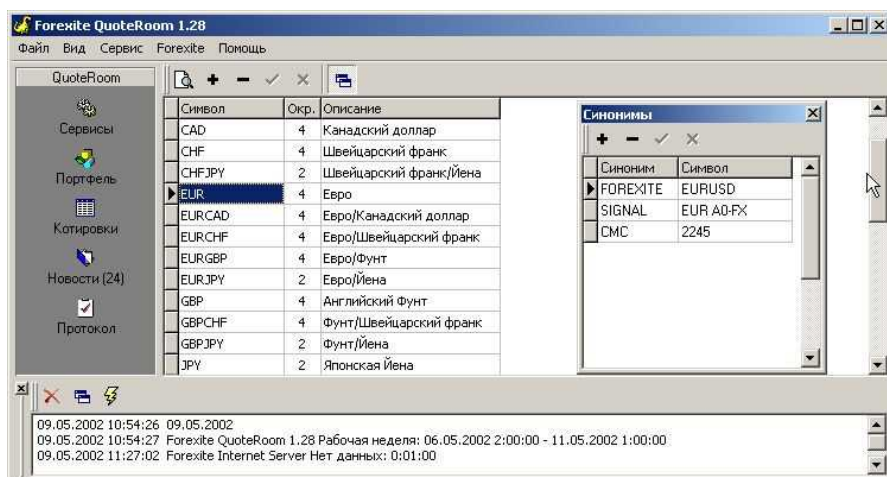 Forexite QuoteRoom 1.28
Файл Вид Сервис Forexite Помощь
QuoteRoom
Сервисы
Портфель
Котировки
Новости (24)
Протокол
Символ Окр. Описание
CAD 4 Канадский доллар
CHF 4 Швейцарский франк
CHFJPY 2 Швейцарский франк/Йена
EUR 4 Евро
EURCAD 4 Евро/Канадский доллар
EURCHF 4 Евро/Швейцарский франк
EURGBP 4 Евро/Фунт
EURJPY 2 Евро/Йена
GBP 4 Английский Фунт
GBPCHF 4 Фунт/Швейцарский франк
GBPJPY 2 Фунт/Йена
JPY 2 Японская Йена
Синонимы
Синоним Символ
FOREXITE EURUSD
SIGNAL EUR A0-FX
CMC 2245
09.05.2002 10:54:26 09.05.2002
09.05.2002 10:54:27 Forexite QuoteRoom 1.28 Рабочая неделя: 06.05.2002 2:00:00 - 11.05.2002 1:00:00
09.05.2002 11:27:02 Forexite Internet Server Нет данных: 0:01:00